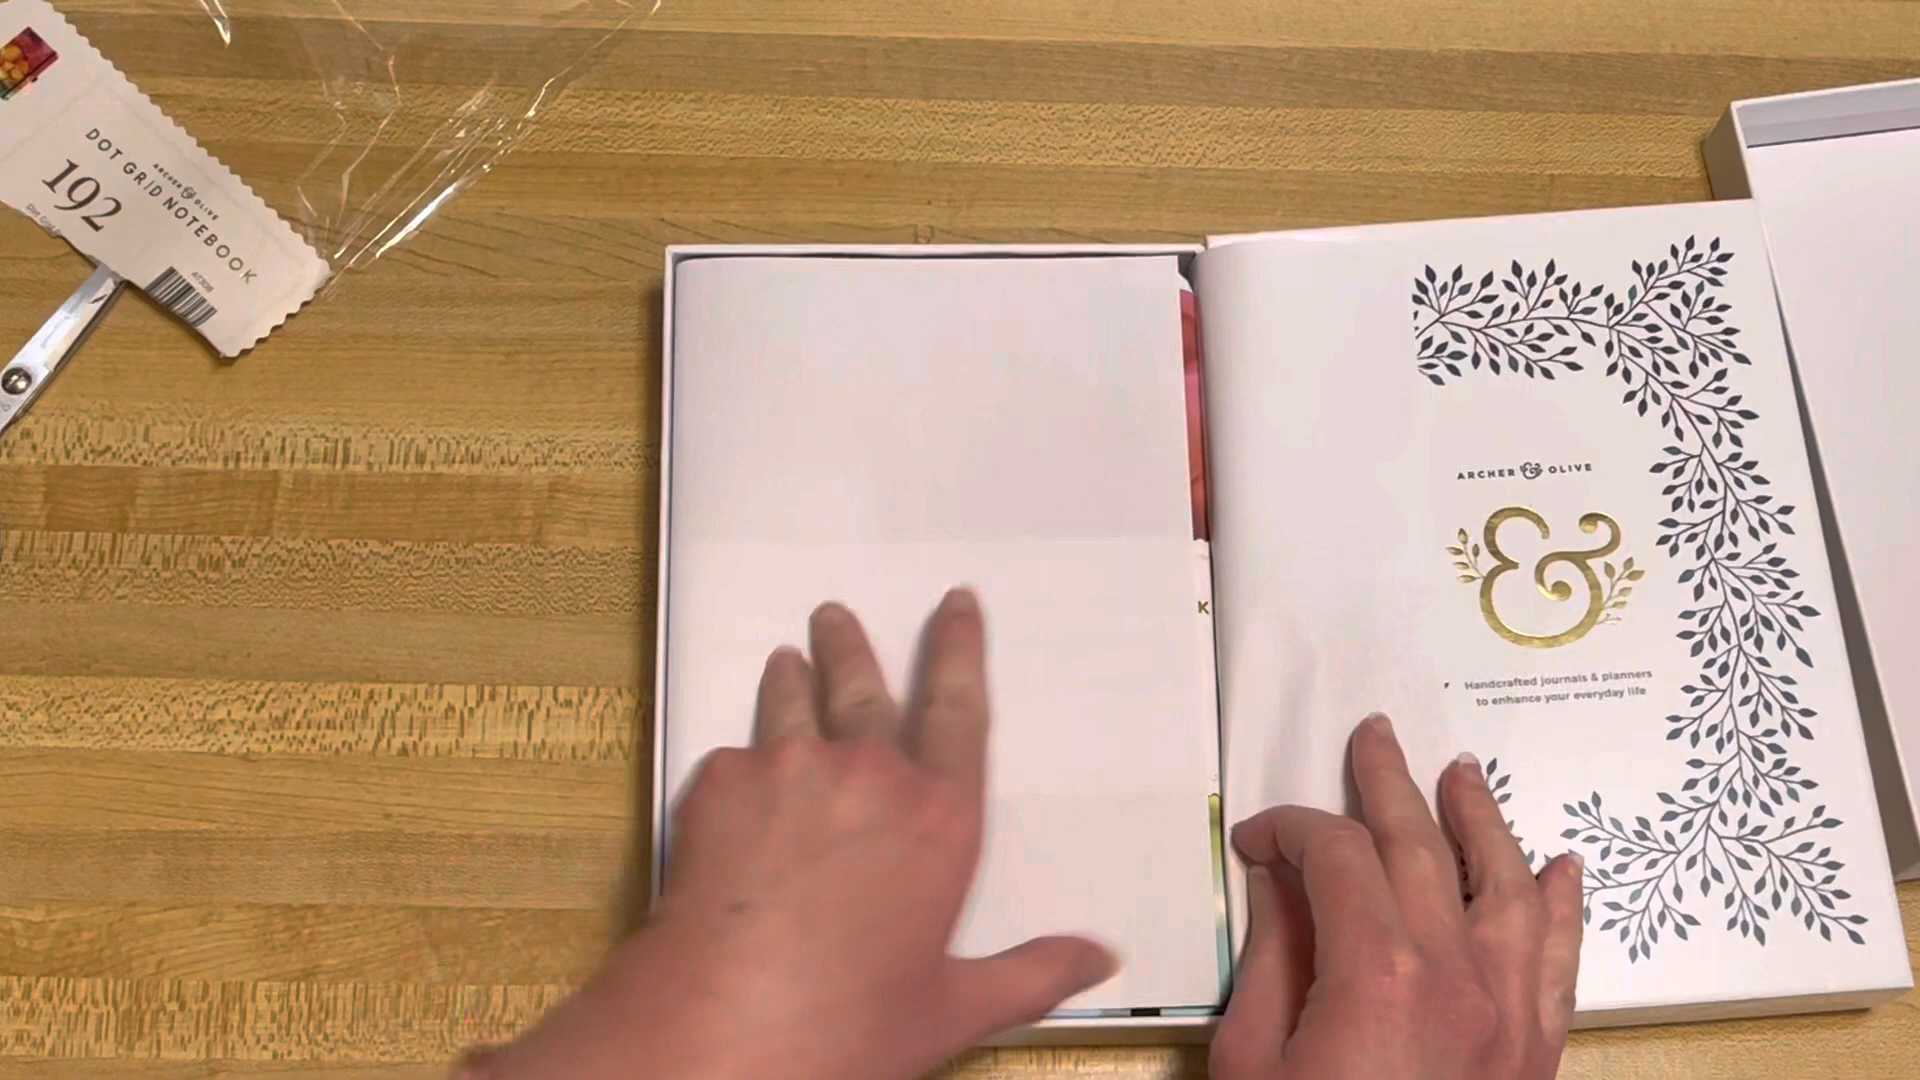 ARCHER & OLIVE
DOT GRID NOTEBOOK
192
K
ARCHER & OLIVE
&
Handcrafted journals & planners
to enhance your everyday life